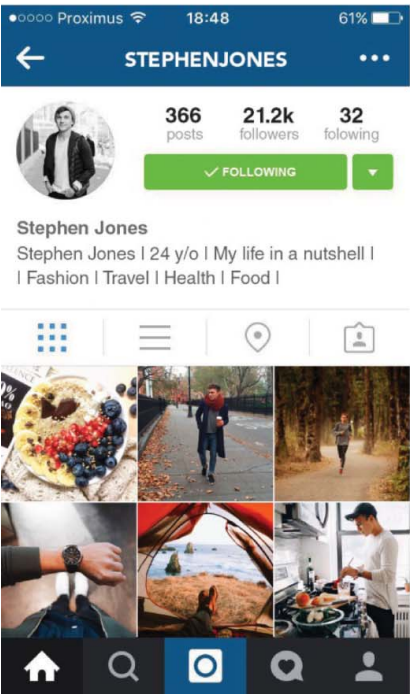 Proximus 18:48 61%
STEPHENJONES
366 21.2k 32
posts followers folowing
FOLLOWING
Stephen Jones
Stephen Jones I 24 y/o I My life in a nutshell I
I Fashion I Travel I Health I Food I